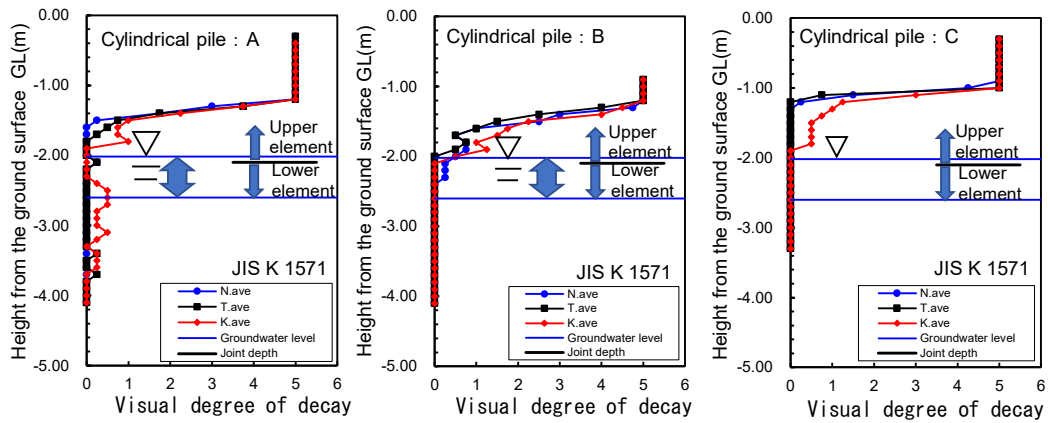 Height from the ground surface GL(m)
0.00
-1.00
-2.00
-3.00
-4.00
-5.00
Cylindrical pile : A
Upper
element
Lower
element
JIS K 1571
N.ave
T.ave
K.ave
Groundwater level
Joint depth
0 1 2 3 4 5 6
Visual degree of decay
Height from the ground surface GL(m)
0.00
-1.00
-2.00
-3.00
-4.00
-5.00
Cylindrical pile : B
Upper
element
Lower
element
JIS K 1571
N.ave
T.ave
K.ave
Groundwater level
Joint depth
0 1 2 3 4 5 6
Visual degree of decay
Height from the ground surface GL(m)
0.00
-1.00
-2.00
-3.00
-4.00
-5.00
Cylindrical pile : C
Upper
element
Lower
element
JIS K 1571
N.ave
T.ave
K.ave
Groundwater level
Joint depth
0 1 2 3 4 5 6
Visual degree of decay